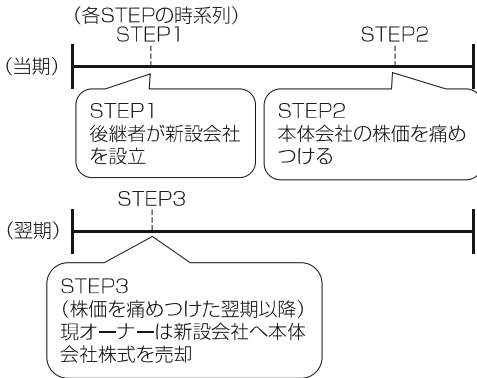 （各STEPの時系列）
STEP1
STEP2
（当期）
STEP1
後継者が新設会社
を設立
STEP2
本体会社の株価を痛め
つける
STEP3
（翌期）
STEP3
（株価を痛めつけた翌期以降）
現オーナーは新設会社へ本体
会社株式を売却